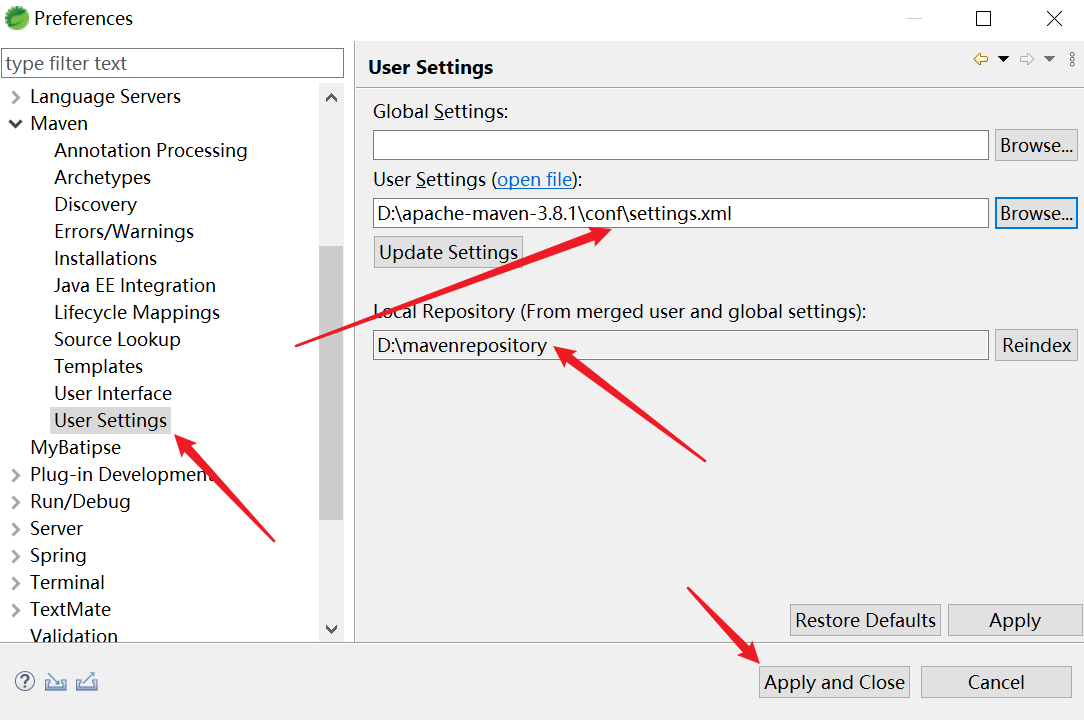 Preferences
type filter text
Language Servers
Maven
Annotation Processing
Archetypes
Discovery
Errors/Warnings
Installations
Java EE Integration
Lifecycle Mappings
Source Lookup
Templates
User Interface
User Settings
MyBatipse
Plug-in Development
Run/Debug
Server
Spring
Terminal
TextMate
Validation
User Settings
Global Settings:
Browse...
User Settings (open file):
D:\apache-maven-3.8.1\conf\settings.xml
Browse...
Update Settings
Local Repository (From merged user and global settings):
D:\mavenrepository
Reindex
Restore Defaults
Apply
?
Apply and Close
Cancel